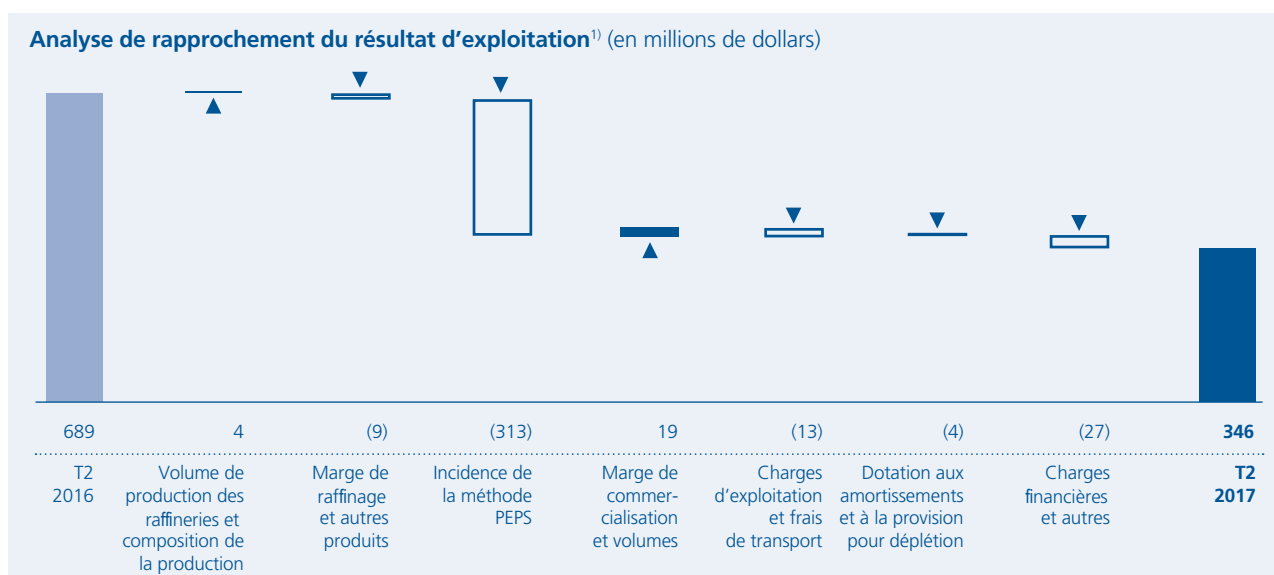 Analyse de rapprochement du résultat d'exploitation1) (en millions de dollars)
689 4 (9) (313) 19 (13) (4) (27) 346
T2
2016
Volume de
production des
raffineries et
composition de
la production
Marge de
raffinage
et autres
produits
Incidence de
la méthode
PEPS
Marge de
commer-
cialisation
et volumes
Charges
d'exploitation
et frais
de transport
Dotation aux
amortissements
et à la provision
pour déplétion
Charges
financières
et autres
T2
2017